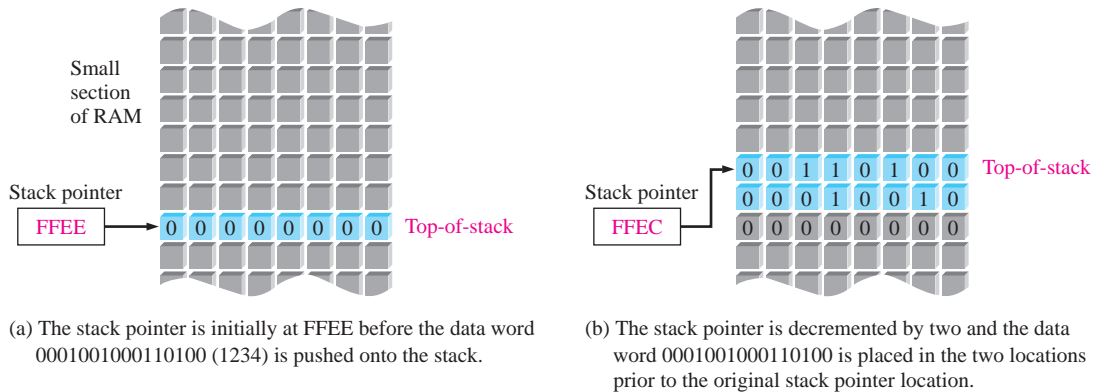 Small
section
of RAM
Stack pointer
FFEE
0 0 0 0 0 0 0 0
Top-of-stack
(a) The stack pointer is initially at FFEE before the data word
0001001000110100 (1234) is pushed onto the stack.
Stack pointer
FFEC
0 0 1 1 0 1 0 0
Top-of-stack
0 0 0 1 0 0 1 0
0 0 0 0 0 0 0 0
(b) The stack pointer is decremented by two and the data
word 0001001000110100 is placed in the two locations
prior to the original stack pointer location.